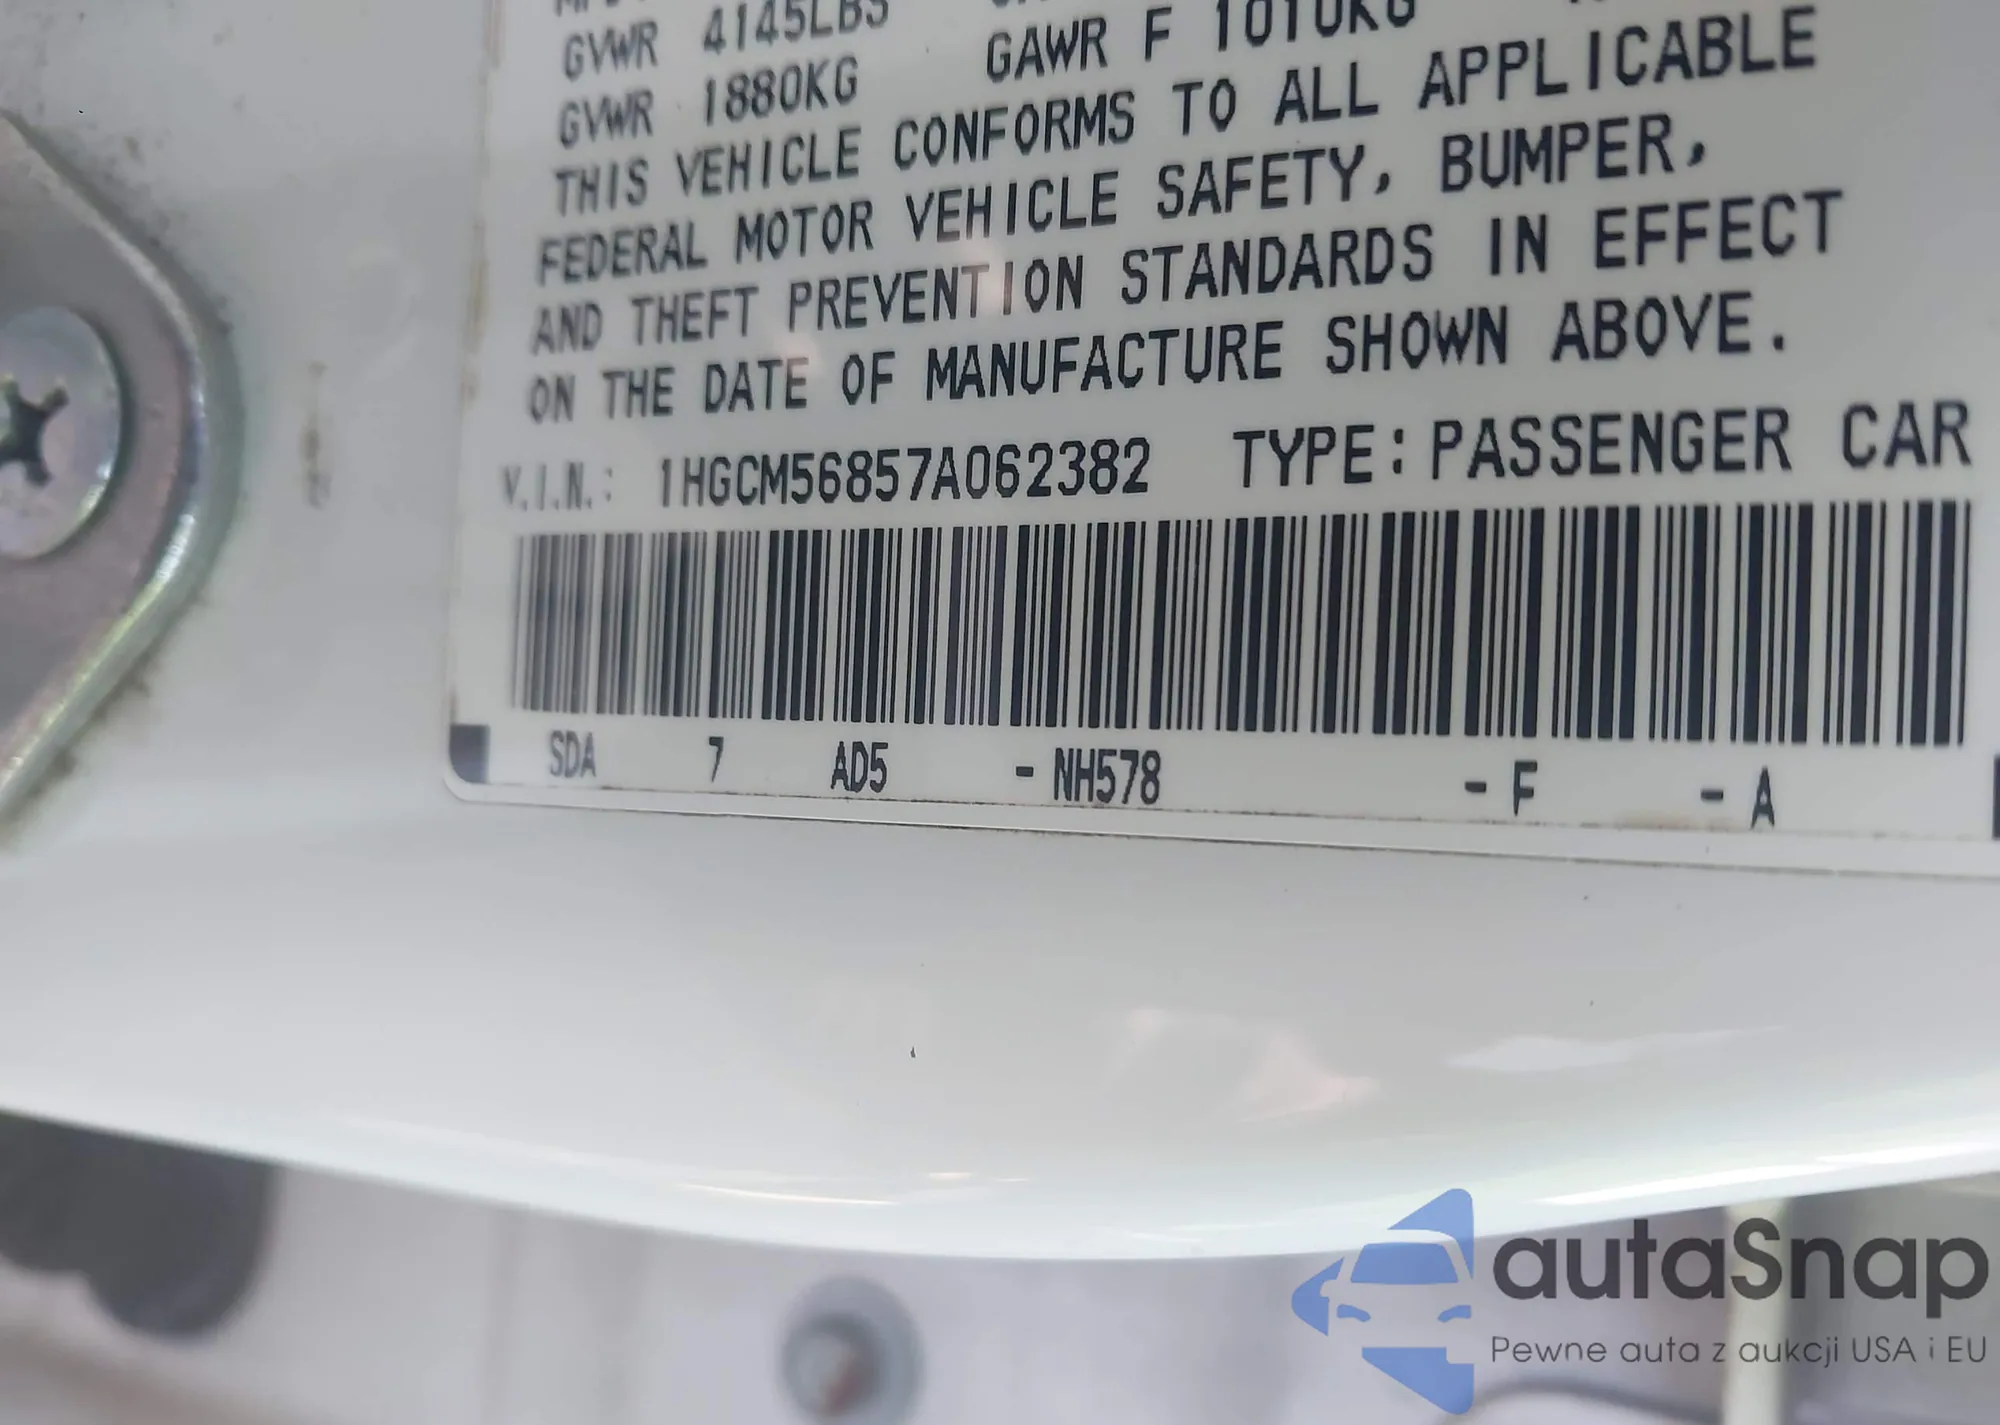 GVWR 4145LBS
GVWR 1880KG GAWR F 1010KG
THIS VEHICLE CONFORMS TO ALL APPLICABLE
FEDERAL MOTOR VEHICLE SAFETY, BUMPER,
AND THEFT PREVENTION STANDARDS IN EFFECT
ON THE DATE OF MANUFACTURE SHOWN ABOVE.
V.I.N.: 1HGCM56857A062382 TYPE: PASSENGER CAR
SDA 7 AD5 - NH578 - F - A
autaSnap
Pewne auta z aukcji USA i EU